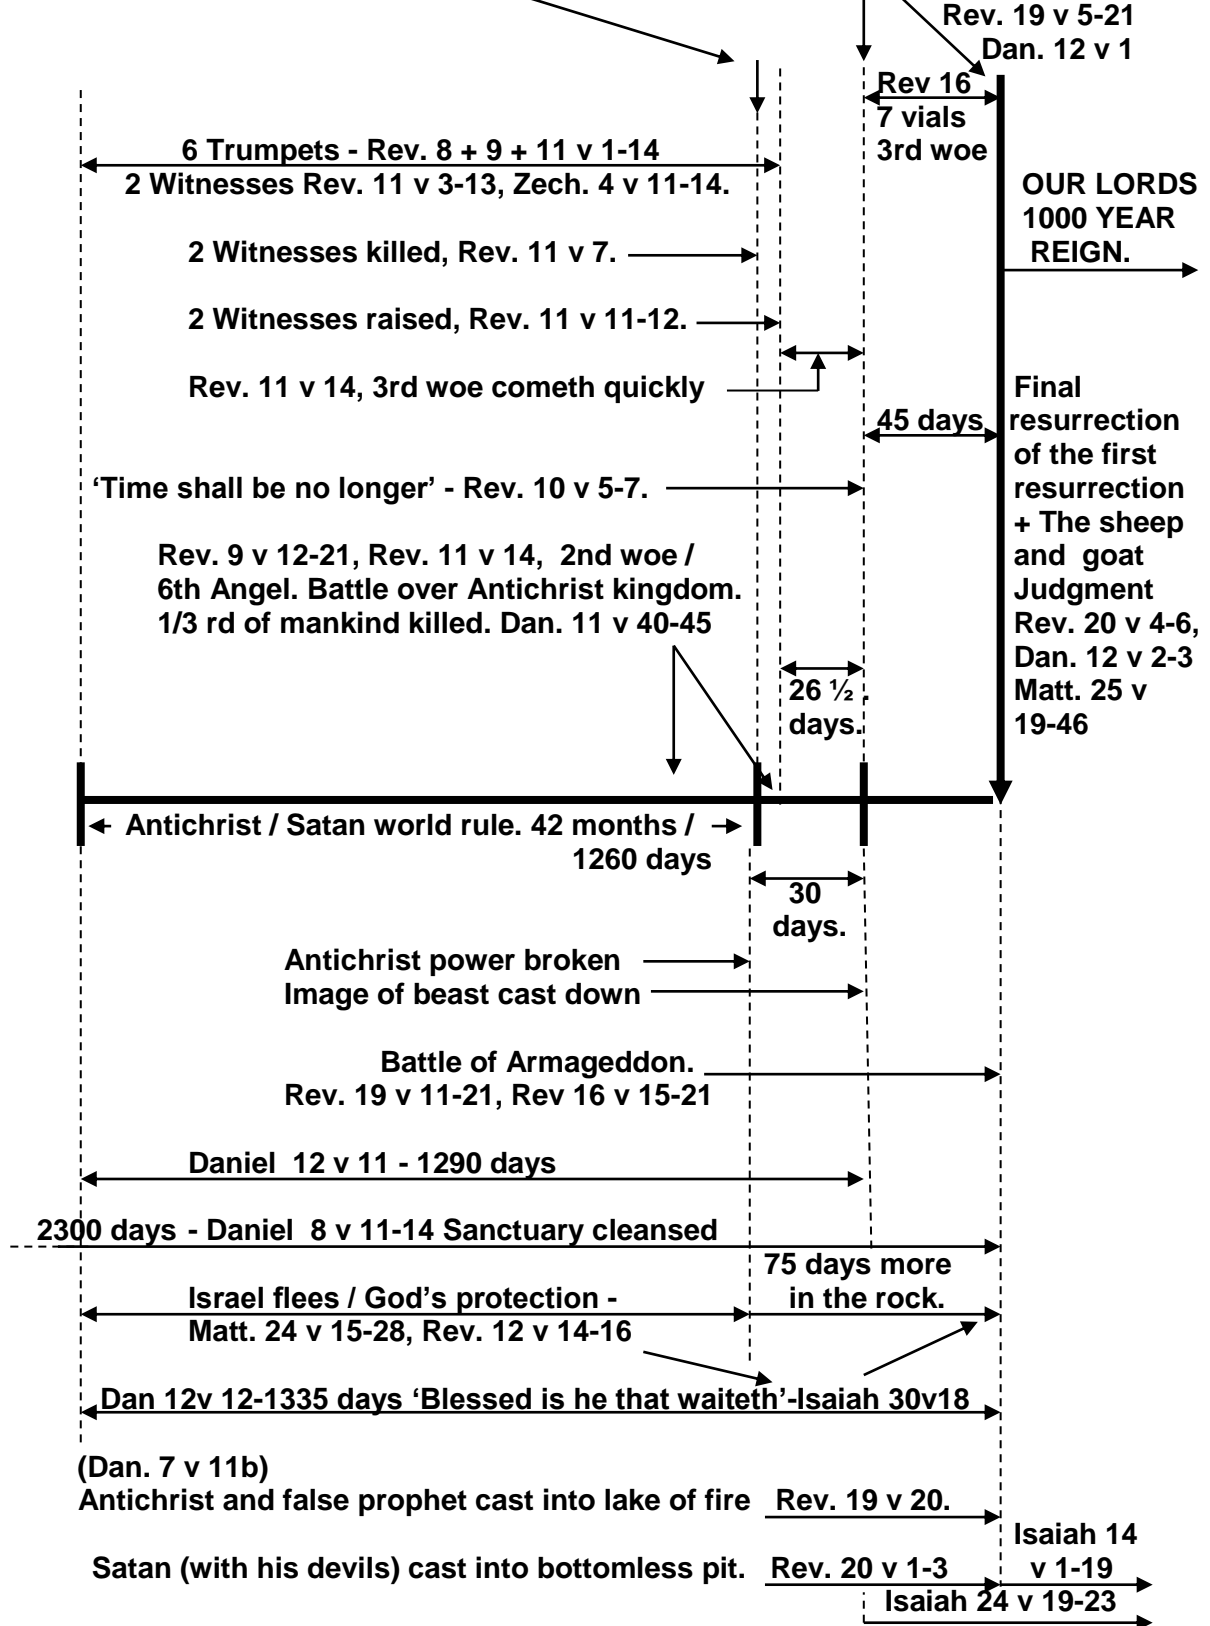 Rev. 19 v 5-21
Dan. 12 v 1
Rev 16
7 vials
3rd woe
6 Trumpets - Rev. 8 + 9 + 11 v 1-14
2 Witnesses Rev. 11 v 3-13, Zech. 4 v 11-14.
OUR LORDS
1000 YEAR
REIGN.
2 Witnesses killed, Rev. 11 v 7.
2 Witnesses raised, Rev. 11 v 11-12.
Rev. 11 v 14, 3rd woe cometh quickly
45 days
Final
resurrection
of the first
resurrection
+ The sheep
and goat
Judgment
Rev. 20 v 4-6,
Dan. 12 v 2-3
Matt. 25 v
19-46
‘Time shall be no longer’ - Rev. 10 v 5-7.
Rev. 9 v 12-21, Rev. 11 v 14, 2nd woe /
6th Angel. Battle over Antichrist kingdom.
1/3 rd of mankind killed. Dan. 11 v 40-45
26 ½ .
days.
Antichrist / Satan world rule. 42 months /
1260 days
30
days.
Antichrist power broken
Image of beast cast down
Battle of Armageddon.
Rev. 19 v 11-21, Rev 16 v 15-21
Daniel 12 v 11 - 1290 days
2300 days - Daniel 8 v 11-14 Sanctuary cleansed
75 days more
in the rock.
Israel flees / God’s protection -
Matt. 24 v 15-28, Rev. 12 v 14-16
Dan 12v 12-1335 days ‘Blessed is he that waiteth’-Isaiah 30v18
(Dan. 7 v 11b)
Antichrist and false prophet cast into lake of fire Rev. 19 v 20.
Satan (with his devils) cast into bottomless pit. Rev. 20 v 1-3
Isaiah 14
v 1-19
Isaiah 24 v 19-23